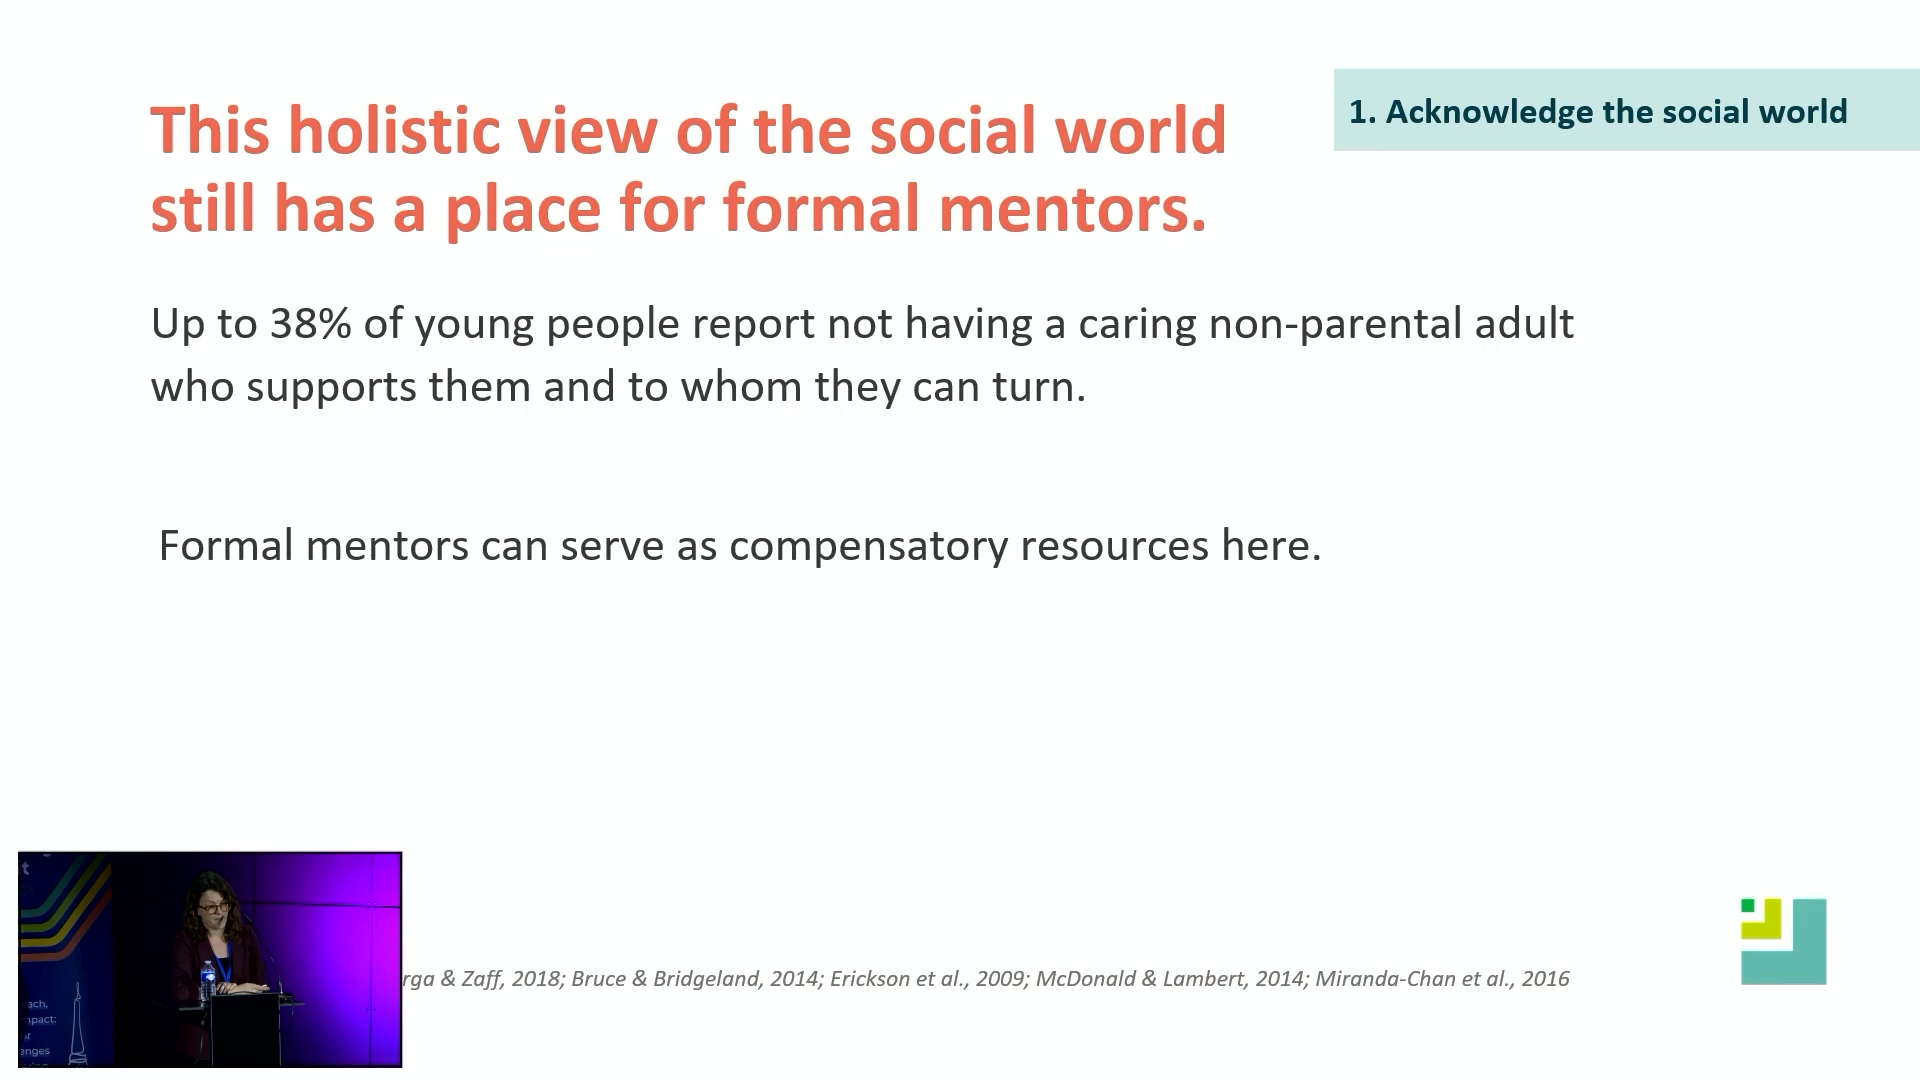 This holistic view of the social world
still has a place for formal mentors.
1. Acknowledge the social world
Up to 38% of young people report not having a caring non-parental adult
who supports them and to whom they can turn.
Formal mentors can serve as compensatory resources here.
& Zaff, 2018; Bruce & Bridgeland, 2014; Erickson et al., 2009; McDonald & Lambert, 2014; Miranda-Chan et al., 2016